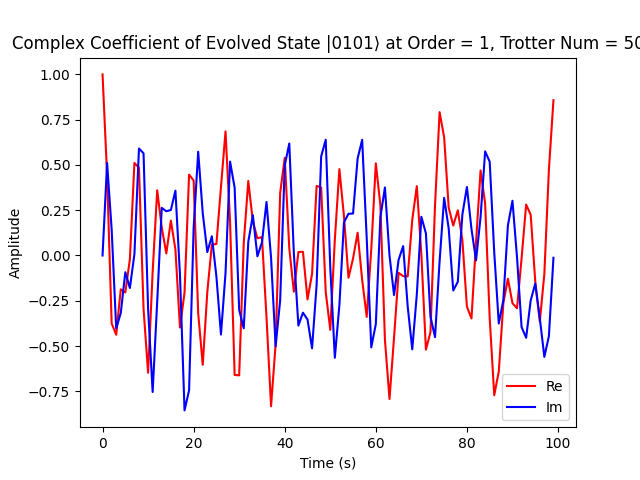 Complex Coefficient of Evolved State |0101⟩ at Order = 1, Trotter Num = 50
1.00
0.75
0.50
0.25
0.00
−0.25
−0.50
−0.75
Amplitude
0 20 40 60 80 100
Time (s)
Re
Im